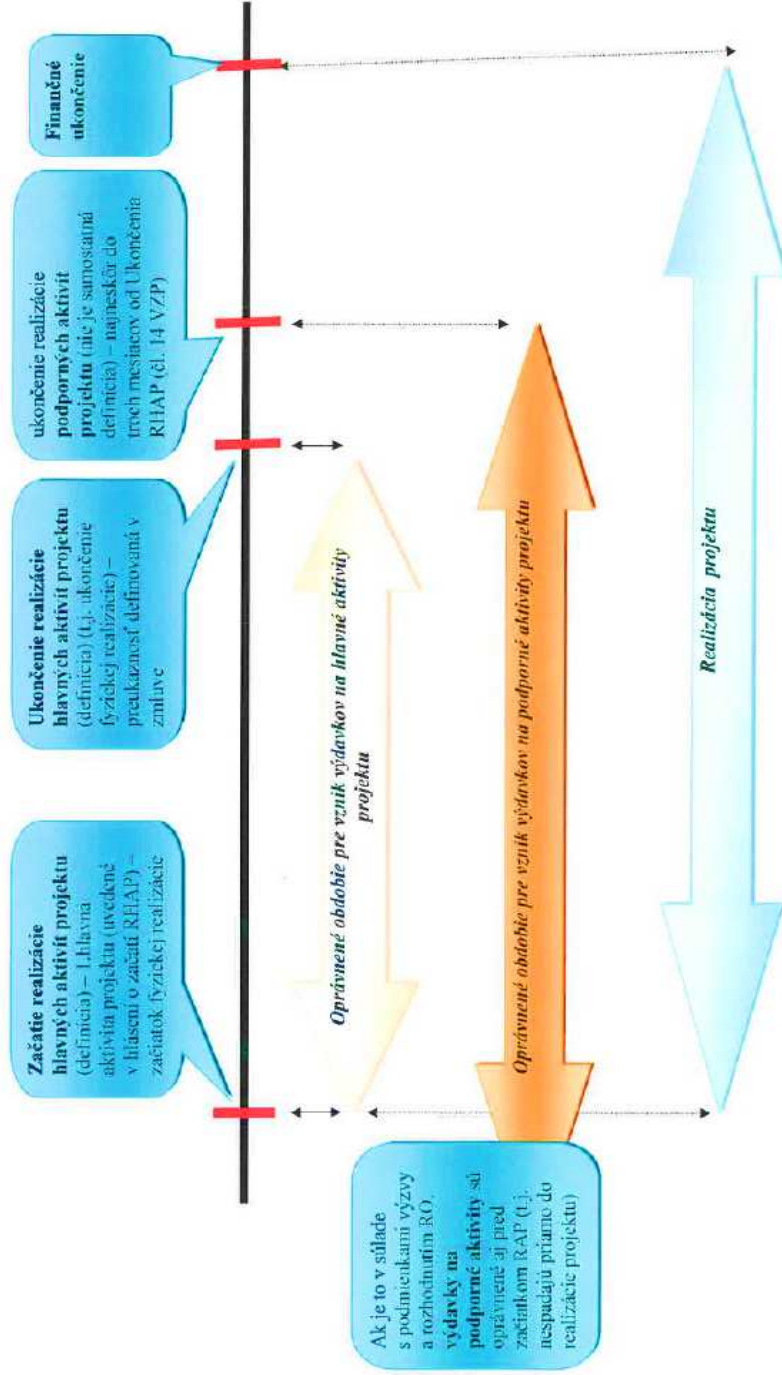 Začatie realizácie
hlavných aktivít projektu
(definícia) – 1.hlavná
aktivita projektu (uvedené
v hlásení o začatí RHAP) –
začiatok fyzickej realizácie
Ukončenie realizácie
hlavných aktivít projektu
(definícia) (t.j. ukončenie
fyzickej realizácie) –
preukaznosť definovaná v
zmluve
ukončenie realizácie
podporných aktivít
projektu (nie je samostatná
definícia) – najneskôr do
troch mesiacov od Ukončenia
RHAP (čl. 14 VZP)
Finančné
ukončenie
Oprávnené obdobie pre vznik výdavkov na hlavné aktivity
projektu
Ak je to v súlade
s podmienkami výzvy
a rozhodnutím RO,
výdavky na
podporné aktivity sú
oprávnené aj pred
začiatkom RAP (t.j.
nespadajú priamo do
realizácie projektu)
Oprávnené obdobie pre vznik výdavkov na podporné aktivity projektu
Realizácia projektu